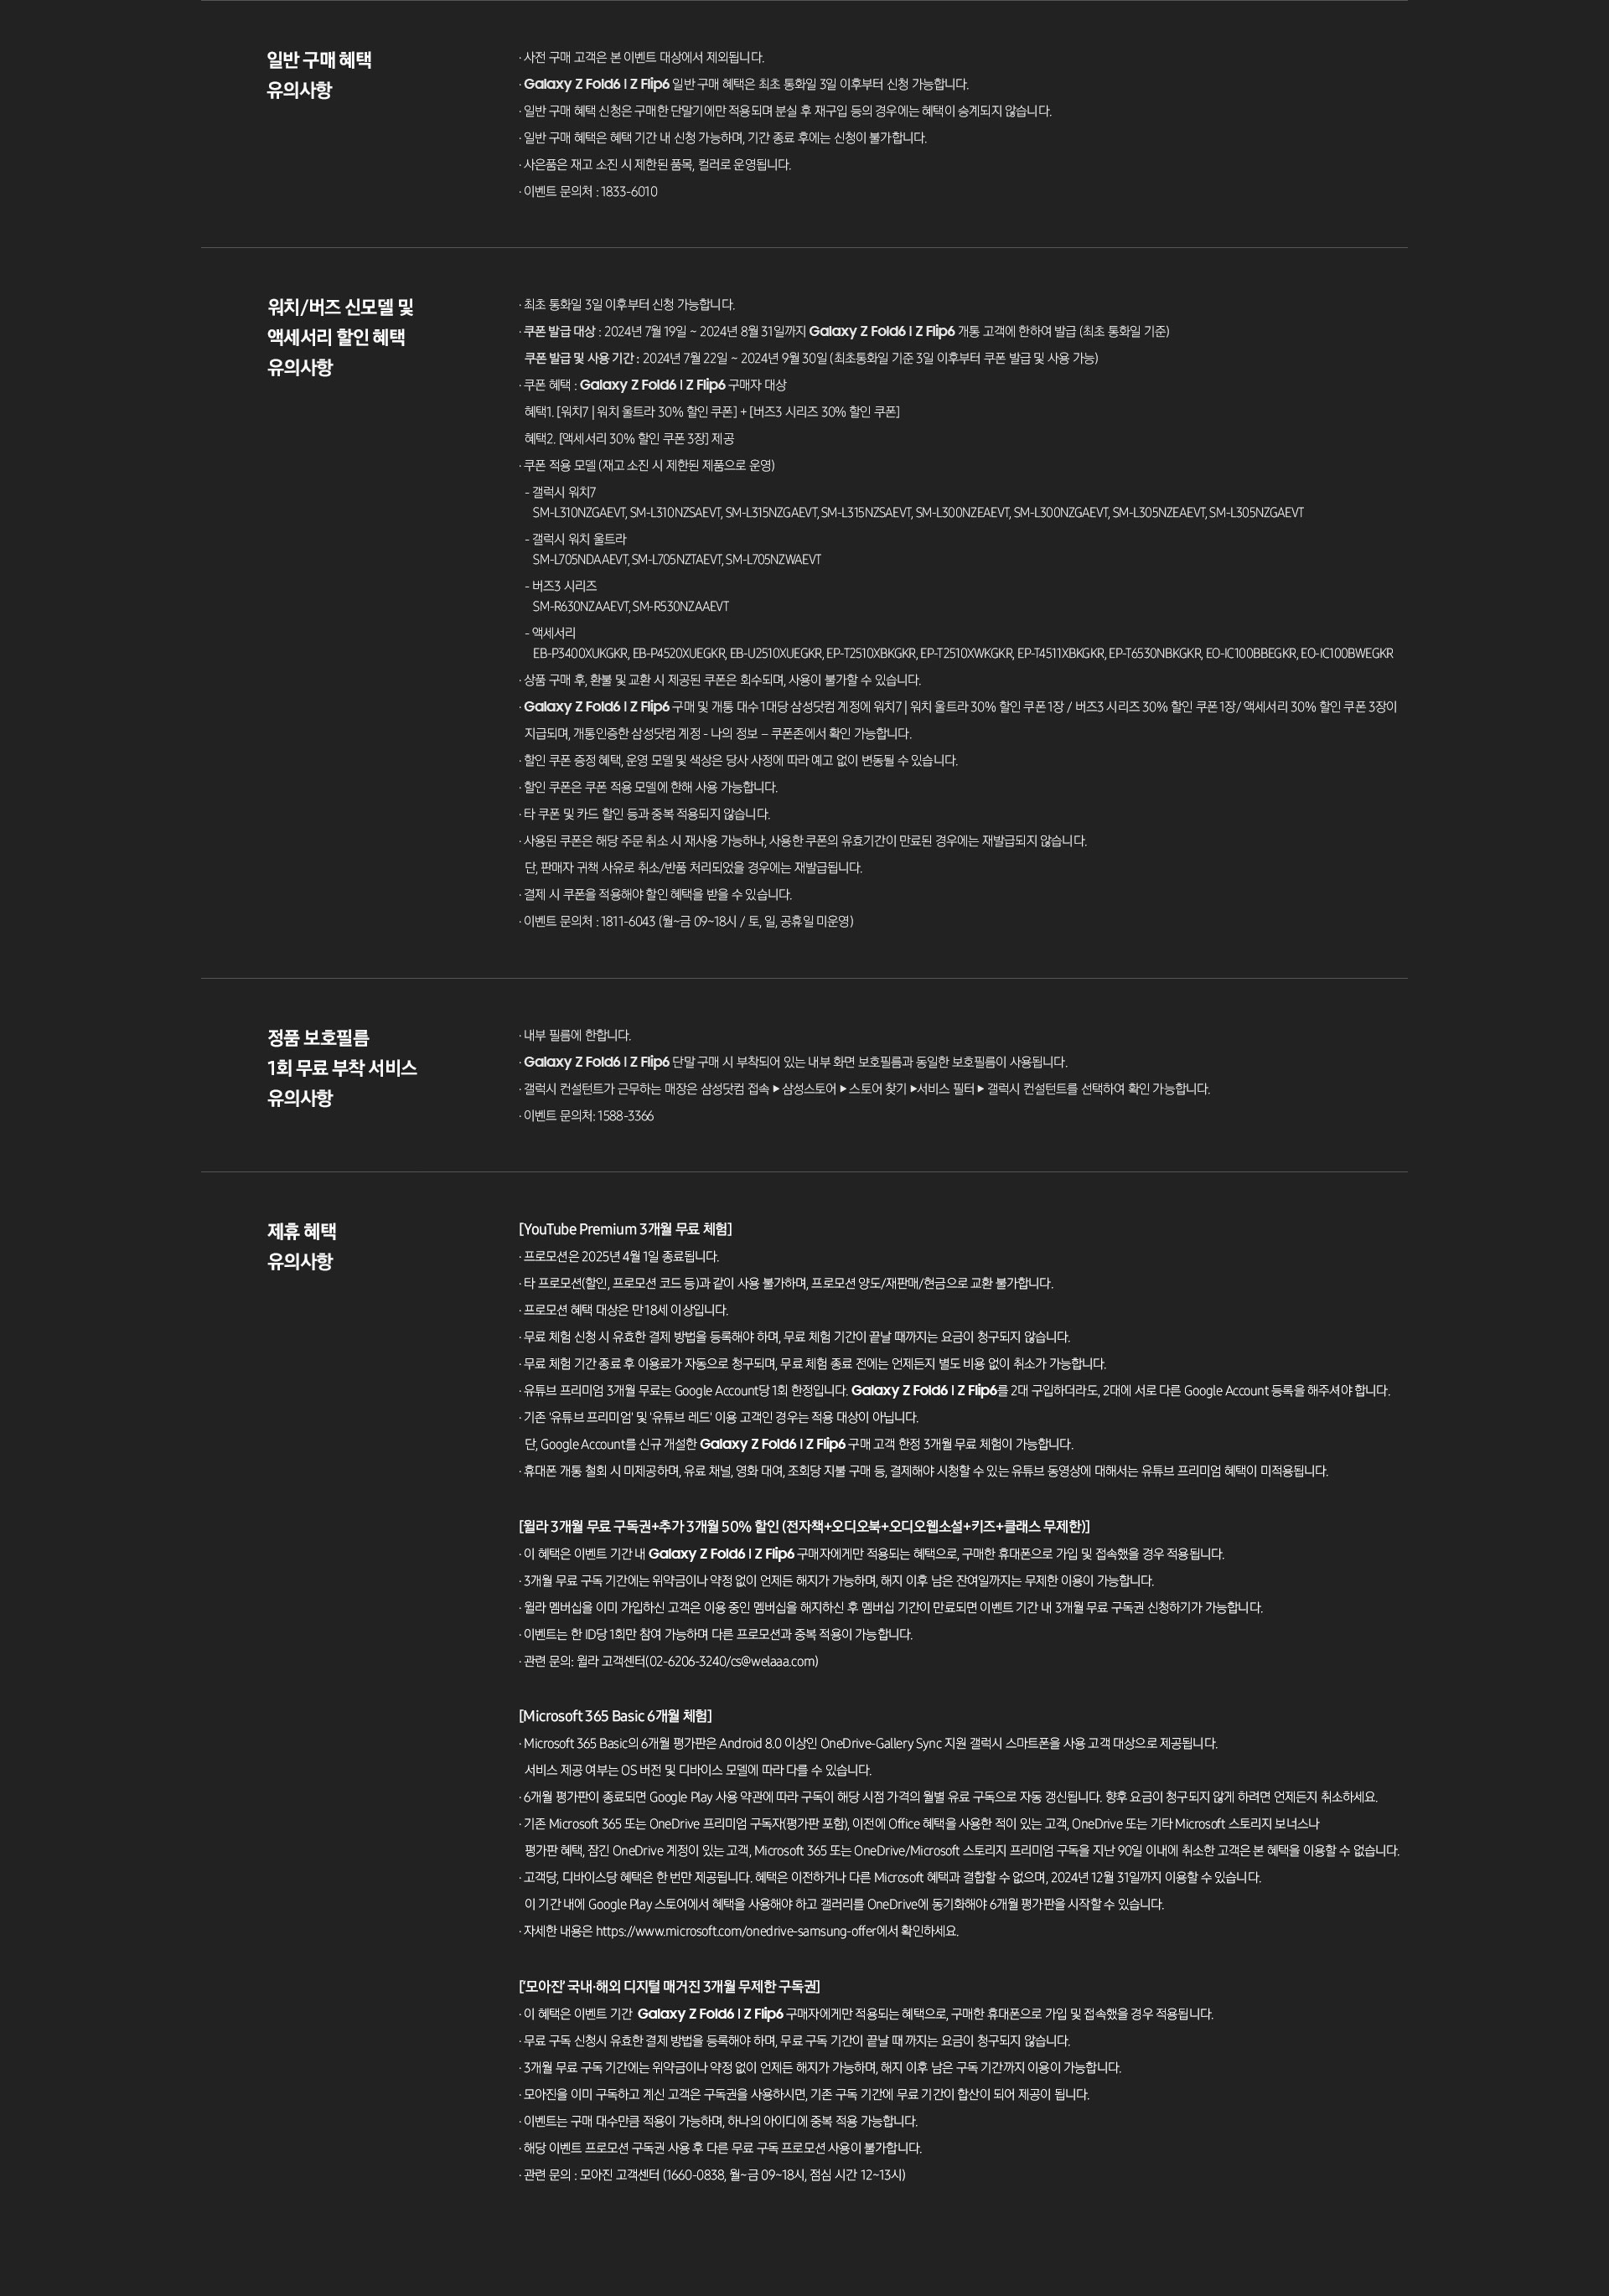 일반 구매 혜택
유의사항
· 사전 구매 고객은 본 이벤트 대상에서 제외됩니다.
· Galaxy Z Fold6 | Z Flip6 일반 구매 혜택은 최초 통화일 3일 이후부터 신청 가능합니다.
· 일반 구매 혜택 신청은 구매한 단말기에만 적용되며 분실 후 재구입 등의 경우에는 혜택이 승계되지 않습니다.
· 일반 구매 혜택은 혜택 기간 내 신청 가능하며, 기간 종료 후에는 신청이 불가합니다.
· 사은품은 재고 소진 시 제한된 품목, 컬러로 운영됩니다.
· 이벤트 문의처 : 1833-6010
워치/버즈 신모델 및
액세서리 할인 혜택
유의사항
· 최초 통화일 3일 이후부터 신청 가능합니다.
· 쿠폰 발급 대상 : 2024년 7월 19일 ~ 2024년 8월 31일까지 Galaxy Z Fold6 | Z Flip6 개통 고객에 한하여 발급 (최초 통화일 기준)
쿠폰 발급 및 사용 기간 : 2024년 7월 22일 ~ 2024년 9월 30일 (최초통화일 기준 3일 이후부터 쿠폰 발급 및 사용 가능)
· 쿠폰 혜택 : Galaxy Z Fold6 | Z Flip6 구매자 대상
혜택1. [워치7 | 워치 울트라 30% 할인 쿠폰] + [버즈3 시리즈 30% 할인 쿠폰]
혜택2. [액세서리 30% 할인 쿠폰 3장] 제공
· 쿠폰 적용 모델 (재고 소진 시 제한된 제품으로 운영)
- 갤럭시 워치7
SM-L310NZGAEVT, SM-L310NZSAEVT, SM-L315NZGAEVT, SM-L315NZSAEVT, SM-L300NZEAEVT, SM-L300NZGAEVT, SM-L305NZEAEVT, SM-L305NZGAEVT
- 갤럭시 워치 울트라
SM-L705NDAAEVT, SM-L705NZTAEVT, SM-L705NZWAEVT
- 버즈3 시리즈
SM-R630NZAAEVT, SM-R530NZAAEVT
- 액세서리
EB-P3400XUKGKR, EB-P4520XUEGKR, EB-U2510XUEGKR, EP-T2510XBKGKR, EP-T2510XWKGKR, EP-T4511XBKGKR, EP-T6530NBKGKR, EO-IC100BBEGKR, EO-IC100BWEGKR
· 상품 구매 후, 환불 및 교환 시 제공된 쿠폰은 회수되며, 사용이 불가할 수 있습니다.
· Galaxy Z Fold6 | Z Flip6 구매 및 개통 대수 1대당 삼성닷컴 계정에 워치7 | 워치 울트라 30% 할인 쿠폰 1장 / 버즈3 시리즈 30% 할인 쿠폰 1장/ 액세서리 30% 할인 쿠폰 3장이
지급되며, 개통인증한 삼성닷컴 계정 - 나의 정보 – 쿠폰존에서 확인 가능합니다.
· 할인 쿠폰 증정 혜택, 운영 모델 및 색상은 당사 사정에 따라 예고 없이 변동될 수 있습니다.
· 할인 쿠폰은 쿠폰 적용 모델에 한해 사용 가능합니다.
· 타 쿠폰 및 카드 할인 등과 중복 적용되지 않습니다.
· 사용된 쿠폰은 해당 주문 취소 시 재사용 가능하나, 사용한 쿠폰의 유효기간이 만료된 경우에는 재발급되지 않습니다.
단, 판매자 귀책 사유로 취소/반품 처리되었을 경우에는 재발급됩니다.
· 결제 시 쿠폰을 적용해야 할인 혜택을 받을 수 있습니다.
· 이벤트 문의처 : 1811-6043 (월~금 09~18시 / 토, 일, 공휴일 미운영)
정품 보호필름
1회 무료 부착 서비스
유의사항
· 내부 필름에 한합니다.
· Galaxy Z Fold6 | Z Flip6 단말 구매 시 부착되어 있는 내부 화면 보호필름과 동일한 보호필름이 사용됩니다.
· 갤럭시 컨설턴트가 근무하는 매장은 삼성닷컴 접속 ▶ 삼성스토어 ▶ 스토어 찾기 ▶서비스 필터 ▶ 갤럭시 컨설턴트를 선택하여 확인 가능합니다.
· 이벤트 문의처: 1588-3366
제휴 혜택
유의사항
[YouTube Premium 3개월 무료 체험]
· 프로모션은 2025년 4월 1일 종료됩니다.
· 타 프로모션(할인, 프로모션 코드 등)과 같이 사용 불가하며, 프로모션 양도/재판매/현금으로 교환 불가합니다.
· 프로모션 혜택 대상은 만 18세 이상입니다.
· 무료 체험 신청 시 유효한 결제 방법을 등록해야 하며, 무료 체험 기간이 끝날 때까지는 요금이 청구되지 않습니다.
· 무료 체험 기간 종료 후 이용료가 자동으로 청구되며, 무료 체험 종료 전에는 언제든지 별도 비용 없이 취소가 가능합니다.
· 유튜브 프리미엄 3개월 무료는 Google Account당 1회 한정입니다. Galaxy Z Fold6 | Z Flip6를 2대 구입하더라도, 2대에 서로 다른 Google Account 등록을 해주셔야 합니다.
· 기존 '유튜브 프리미엄' 및 '유튜브 레드' 이용 고객인 경우는 적용 대상이 아닙니다.
단, Google Account를 신규 개설한 Galaxy Z Fold6 | Z Flip6 구매 고객 한정 3개월 무료 체험이 가능합니다.
· 휴대폰 개통 철회 시 미제공하며, 유료 채널, 영화 대여, 조회당 지불 구매 등, 결제해야 시청할 수 있는 유튜브 동영상에 대해서는 유튜브 프리미엄 혜택이 미적용됩니다.
[윌라 3개월 무료 구독권+추가 3개월 50% 할인 (전자책+오디오북+오디오웹소설+키즈+클래스 무제한)]
· 이 혜택은 이벤트 기간 내 Galaxy Z Fold6 | Z Flip6 구매자에게만 적용되는 혜택으로, 구매한 휴대폰으로 가입 및 접속했을 경우 적용됩니다.
· 3개월 무료 구독 기간에는 위약금이나 약정 없이 언제든 해지가 가능하며, 해지 이후 남은 잔여일까지는 무제한 이용이 가능합니다.
· 윌라 멤버십을 이미 가입하신 고객은 이용 중인 멤버십을 해지하신 후 멤버십 기간이 만료되면 이벤트 기간 내 3개월 무료 구독권 신청하기가 가능합니다.
· 이벤트는 한 ID당 1회만 참여 가능하며 다른 프로모션과 중복 적용이 가능합니다.
· 관련 문의: 윌라 고객센터(02-6206-3240/cs@welaaa.com)
[Microsoft 365 Basic 6개월 체험]
· Microsoft 365 Basic의 6개월 평가판은 Android 8.0 이상인 OneDrive-Gallery Sync 지원 갤럭시 스마트폰을 사용 고객 대상으로 제공됩니다.
서비스 제공 여부는 OS 버전 및 디바이스 모델에 따라 다를 수 있습니다.
· 6개월 평가판이 종료되면 Google Play 사용 약관에 따라 구독이 해당 시점 가격의 월별 유료 구독으로 자동 갱신됩니다. 향후 요금이 청구되지 않게 하려면 언제든지 취소하세요.
· 기존 Microsoft 365 또는 OneDrive 프리미엄 구독자(평가판 포함), 이전에 Office 혜택을 사용한 적이 있는 고객, OneDrive 또는 기타 Microsoft 스토리지 보너스나
평가판 혜택, 잠긴 OneDrive 계정이 있는 고객, Microsoft 365 또는 OneDrive/Microsoft 스토리지 프리미엄 구독을 지난 90일 이내에 취소한 고객은 본 혜택을 이용할 수 없습니다.
· 고객당, 디바이스당 혜택은 한 번만 제공됩니다. 혜택은 이전하거나 다른 Microsoft 혜택과 결합할 수 없으며, 2024년 12월 31일까지 이용할 수 있습니다.
이 기간 내에 Google Play 스토어에서 혜택을 사용해야 하고 갤러리를 OneDrive에 동기화해야 6개월 평가판을 시작할 수 있습니다.
· 자세한 내용은 https://www.microsoft.com/onedrive-samsung-offer에서 확인하세요.
['모아진' 국내·해외 디지털 매거진 3개월 무제한 구독권]
· 이 혜택은 이벤트 기간 Galaxy Z Fold6 | Z Flip6 구매자에게만 적용되는 혜택으로, 구매한 휴대폰으로 가입 및 접속했을 경우 적용됩니다.
· 무료 구독 신청시 유효한 결제 방법을 등록해야 하며, 무료 구독 기간이 끝날 때 까지는 요금이 청구되지 않습니다.
· 3개월 무료 구독 기간에는 위약금이나 약정 없이 언제든 해지가 가능하며, 해지 이후 남은 구독 기간까지 이용이 가능합니다.
· 모아진을 이미 구독하고 계신 고객은 구독권을 사용하시면, 기존 구독 기간에 무료 기간이 합산이 되어 제공이 됩니다.
· 이벤트는 구매 대수만큼 적용이 가능하며, 하나의 아이디에 중복 적용 가능합니다.
· 해당 이벤트 프로모션 구독권 사용 후 다른 무료 구독 프로모션 사용이 불가합니다.
· 관련 문의 : 모아진 고객센터 (1660-0838, 월~금 09~18시, 점심 시간 12~13시)